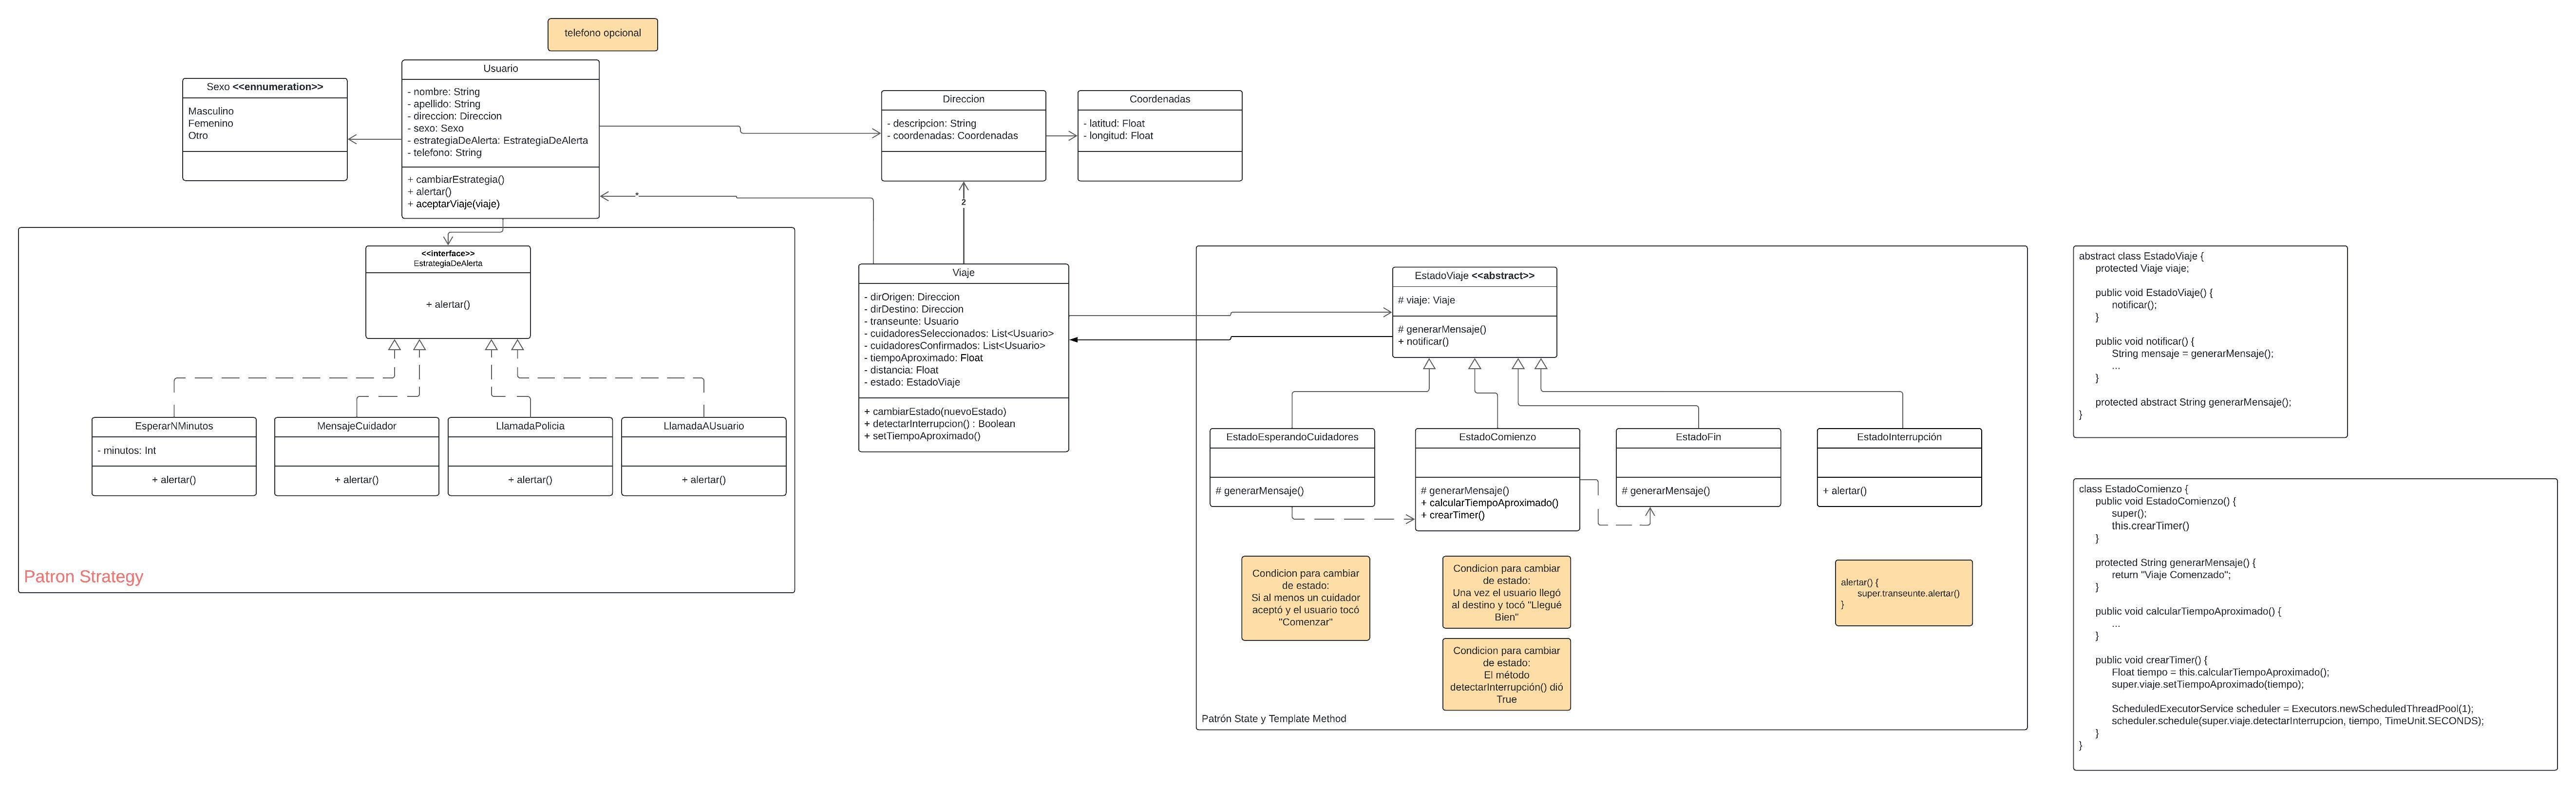 telefono opcional
Usuario
- nombre: String
- apellido: String
- direccion: Direccion
- sexo: Sexo
- estrategiaDeAlerta: EstrategiaDeAlerta
- telefono: String
+ cambiarEstrategia()
+ alertar()
+ aceptarViaje(viaje)
Sexo <<ennumeration>>
Masculino
Femenino
Otro
Direccion
- descripcion: String
- coordenadas: Coordenadas
Coordenadas
- latitud: Float
- longitud: Float
*
2
<<interface>>
EstrategiaDeAlerta
+ alertar()
EsperarNMinutos
- minutos: Int
+ alertar()
MensajeCuidador
+ alertar()
LlamadaPolicia
+ alertar()
LlamadaAUsuario
+ alertar()
Patron Strategy
Viaje
- dirOrigen: Direccion
- dirDestino: Direccion
- transeunte: Usuario
- cuidadoresSeleccionados: List<Usuario>
- cuidadoresConfirmados: List<Usuario>
- tiempoAproximado: Float
- distancia: Float
- estado: EstadoViaje
+ cambiarEstado(nuevoEstado)
+ detectarInterrupcion() : Boolean
+ setTiempoAproximado()
EstadoViaje <<abstract>>
# viaje: Viaje
# generarMensaje()
+ notificar()
EstadoEsperandoCuidadores
# generarMensaje()
EstadoComienzo
# generarMensaje()
+ calcularTiempoAproximado()
+ crearTimer()
EstadoFin
# generarMensaje()
EstadoInterrupción
+ alertar()
Condicion para cambiar
de estado:
Si al menos un cuidador
aceptó y el usuario tocó
"Comenzar"
Condicion para cambiar
de estado:
Una vez el usuario llegó
al destino y tocó "Llegué
Bien"
Condicion para cambiar
de estado:
El método
detectarInterrupción() dió
True
alertar() {
super.transeunte.alertar()
}
Patrón State y Template Method
abstract class EstadoViaje {
protected Viaje viaje;
public void EstadoViaje() {
notificar();
}
public void notificar() {
String mensaje = generarMensaje();
...
}
protected abstract String generarMensaje();
}
class EstadoComienzo {
public void EstadoComienzo() {
super();
this.crearTimer()
}
protected String generarMensaje() {
return "Viaje Comenzado";
}
public void calcularTiempoAproximado() {
...
}
public void crearTimer() {
Float tiempo = this.calcularTiempoAproximado();
super.viaje.setTiempoAproximado(tiempo);
ScheduledExecutorService scheduler = Executors.newScheduledThreadPool(1);
scheduler.schedule(super.viaje.detectarInterrupcion, tiempo, TimeUnit.SECONDS);
}
}